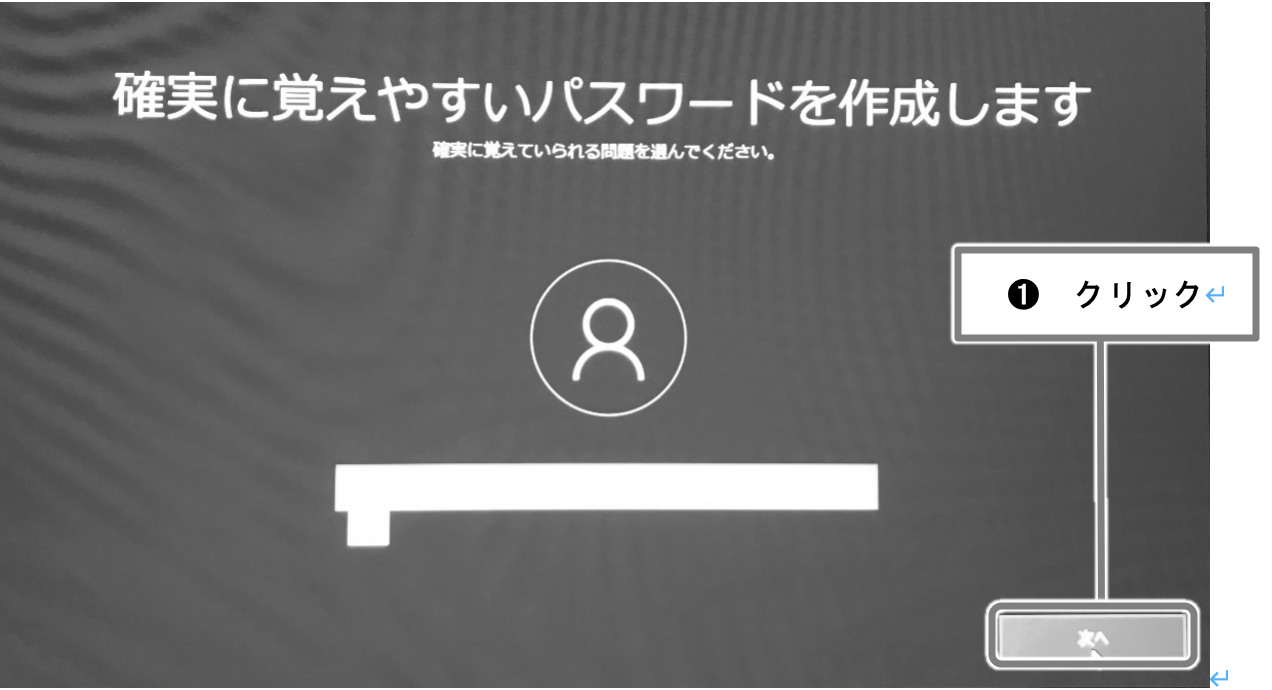 確実に覚えやすいパスワードを作成します
確実に覚えていられる問題を選んでください。
❶　クリック↵
次へ
↵